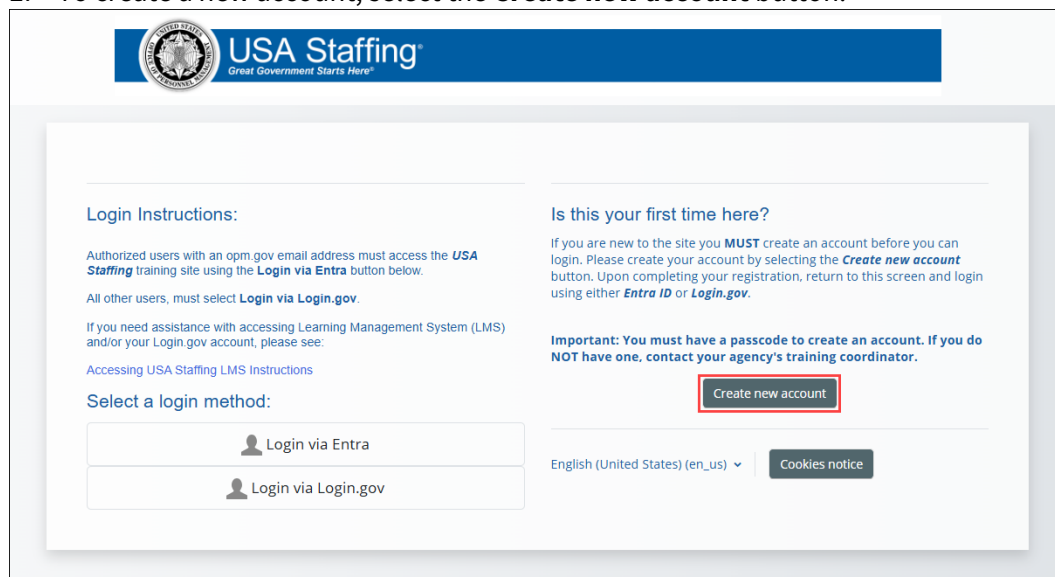 USA Staffing®
Great Government Starts Here®
UNITED STATES
OFFICE OF PERSONNEL MANAGEMENT
Login Instructions:
Authorized users with an opm.gov email address must access the USA
Staffing training site using the Login via Entra button below.
All other users, must select Login via Login.gov.
If you need assistance with accessing Learning Management System (LMS)
and/or your Login.gov account, please see:
Accessing USA Staffing LMS Instructions
Select a login method:
Login via Entra
Login via Login.gov
Is this your first time here?
If you are new to the site you MUST create an account before you can
login. Please create your account by selecting the Create new account
button. Upon completing your registration, return to this screen and login
using either Entra ID or Login.gov.
Important: You must have a passcode to create an account. If you do
NOT have one, contact your agency's training coordinator.
Create new account
English (United States) (en_us)
Cookies notice